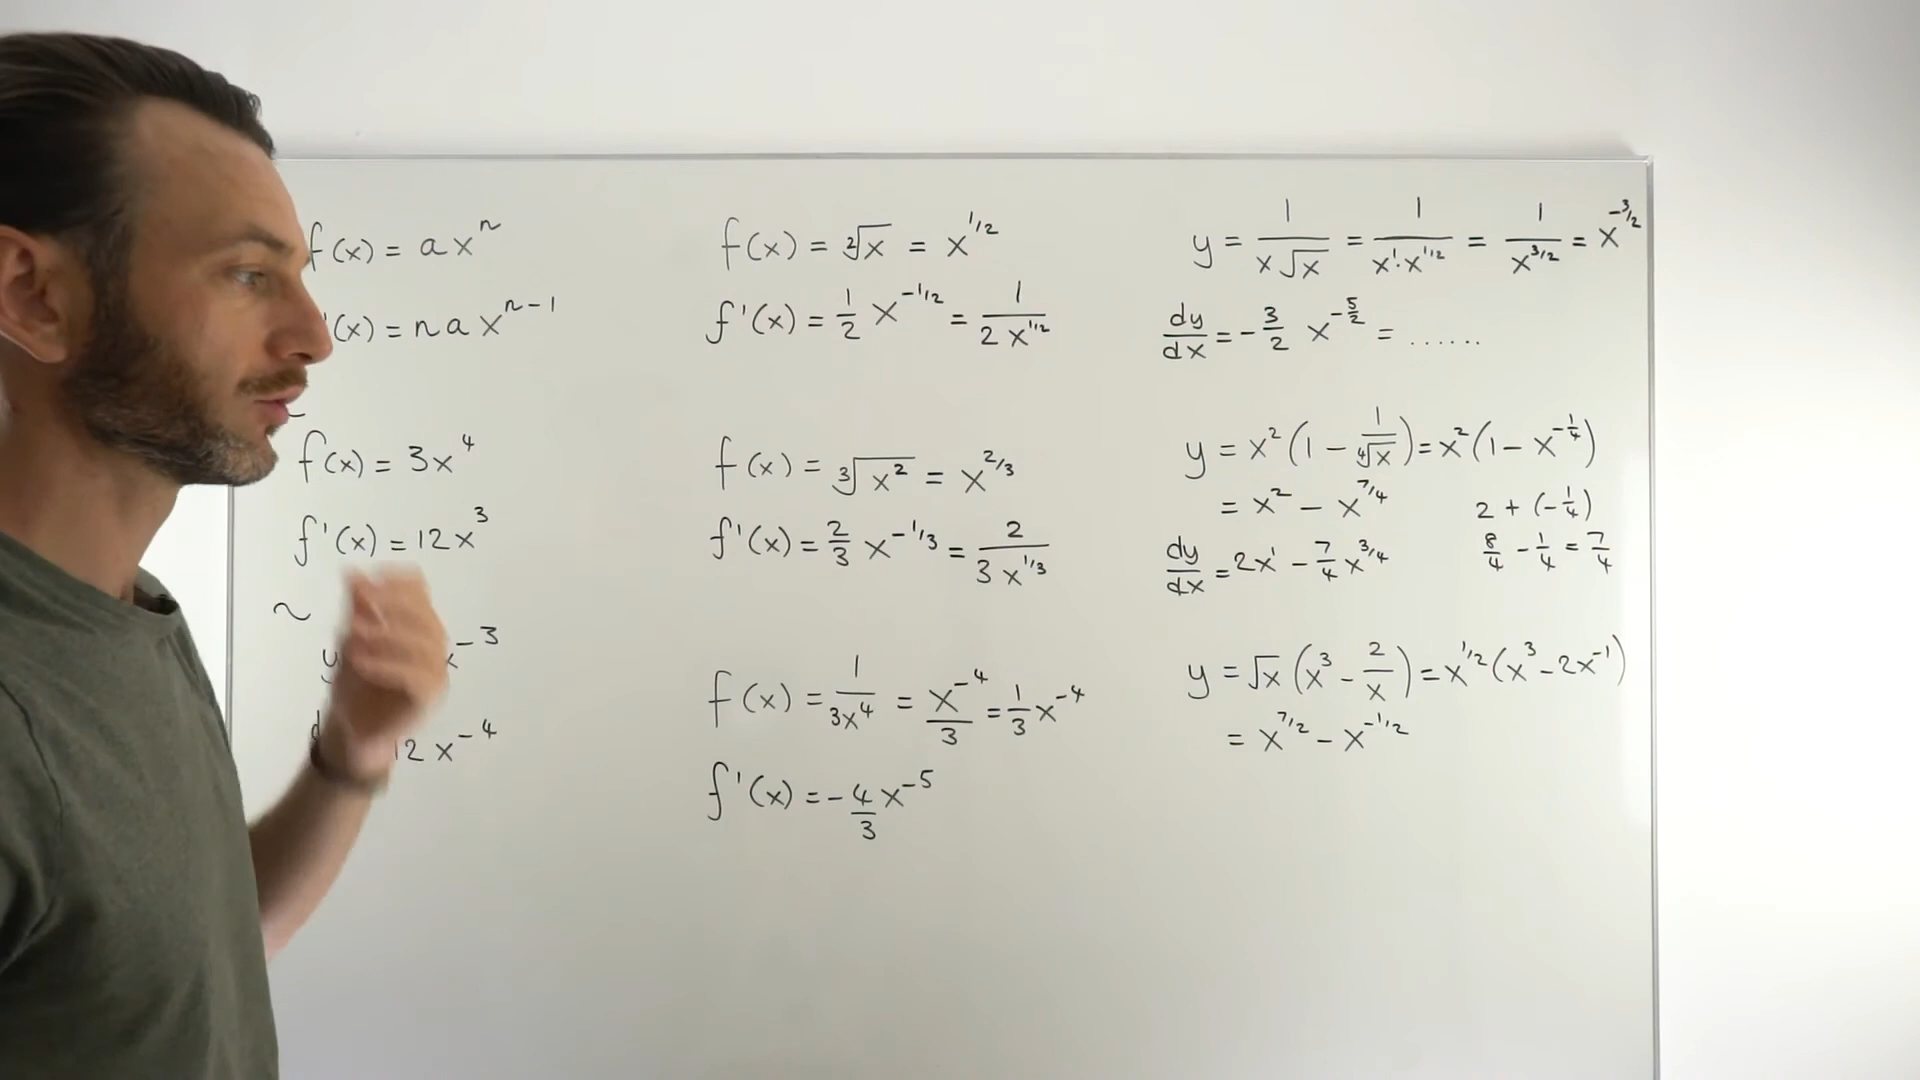 f(x) = ax^n
'(x) = nax^{n-1}
f(x) = 3x^4
f'(x) = 12x^3
~
x^{-3}
12x^{-4}
f(x) = ²√x = x^{1/2}
f'(x) = 1/2 x^{-1/2} = 1/(2x^{1/2})
f(x) = ³√x² = x^{2/3}
f'(x) = 2/3 x^{-1/3} = 2/(3x^{1/3})
f(x) = 1/(3x^4) = x^{-4}/3 = 1/3 x^{-4}
f'(x) = -4/3 x^{-5}
y = 1/(x√x) = 1/(x^1·x^{1/2}) = 1/x^{3/2} = x^{-3/2}
dy/dx = -3/2 x^{-5/2} = ......
y = x²(1 - 1/⁴√x) = x²(1 - x^{-1/4})
= x² - x^{7/4}
2 + (-1/4)
8/4 - 1/4 = 7/4
dy/dx = 2x^1 - 7/4 x^{3/4}
y = √x(x³ - 2/x) = x^{1/2}(x³ - 2x^{-1})
= x^{7/2} - x^{-1/2}